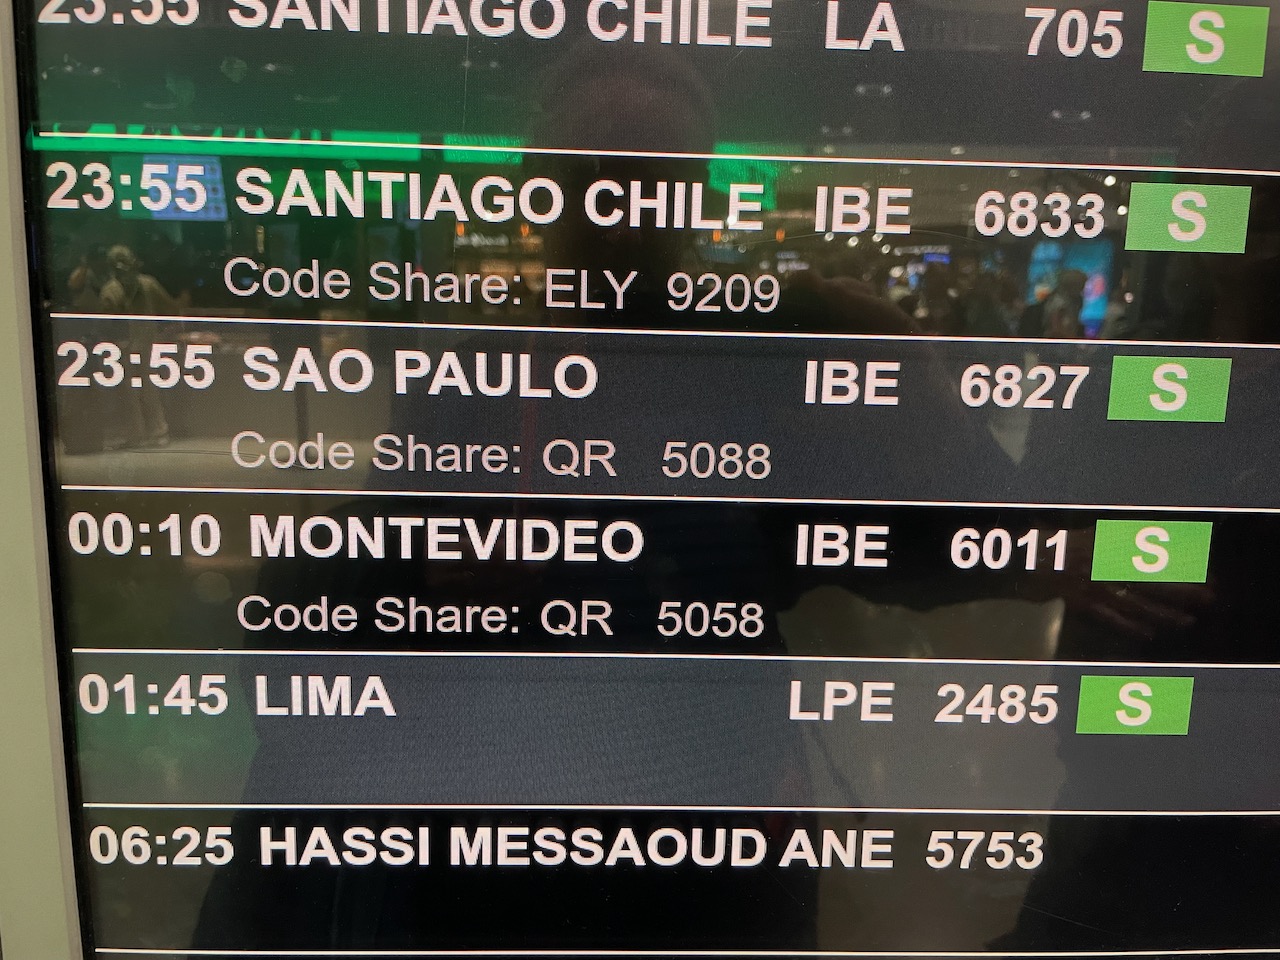 23:55 SANTIAGO CHILE LA 705 S
23:55 SANTIAGO CHILE IBE 6833 S
Code Share: ELY 9209
23:55 SAO PAULO IBE 6827 S
Code Share: QR 5088
00:10 MONTEVIDEO IBE 6011 S
Code Share: QR 5058
01:45 LIMA LPE 2485 S
06:25 HASSI MESSAOUD ANE 5753